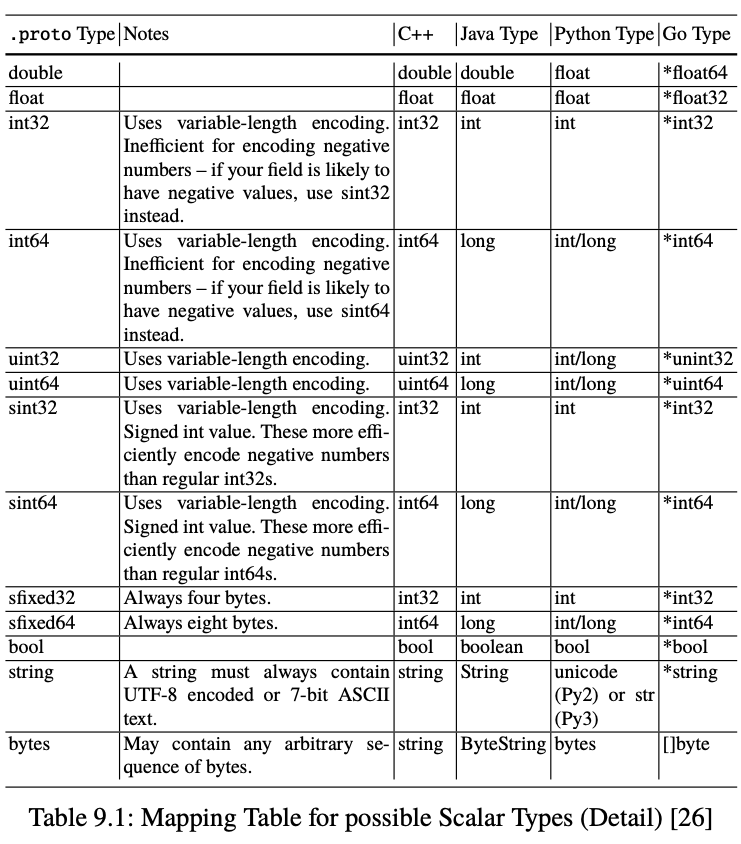 .proto Type Notes C++ Java Type Python Type Go Type
double double double float *float64
float float float float *float32
int32 Uses variable-length encoding. int32 int int *int32
Inefficient for encoding negative
numbers – if your field is likely to
have negative values, use sint32
instead.
int64 Uses variable-length encoding. int64 long int/long *int64
Inefficient for encoding negative
numbers – if your field is likely to
have negative values, use sint64
instead.
uint32 Uses variable-length encoding. uint32 int int/long *unint32
uint64 Uses variable-length encoding. uint64 long int/long *uint64
sint32 Uses variable-length encoding. int32 int int *int32
Signed int value. These more effi-
ciently encode negative numbers
than regular int32s.
sint64 Uses variable-length encoding. int64 long int/long *int64
Signed int value. These more effi-
ciently encode negative numbers
than regular int64s.
sfixed32 Always four bytes. int32 int int *int32
sfixed64 Always eight bytes. int64 long int/long *int64
bool bool boolean bool *bool
string A string must always contain string String unicode *string
UTF-8 encoded or 7-bit ASCII (Py2) or str
text. (Py3)
bytes May contain any arbitrary se- string ByteString bytes []byte
quence of bytes.
Table 9.1: Mapping Table for possible Scalar Types (Detail) [26]